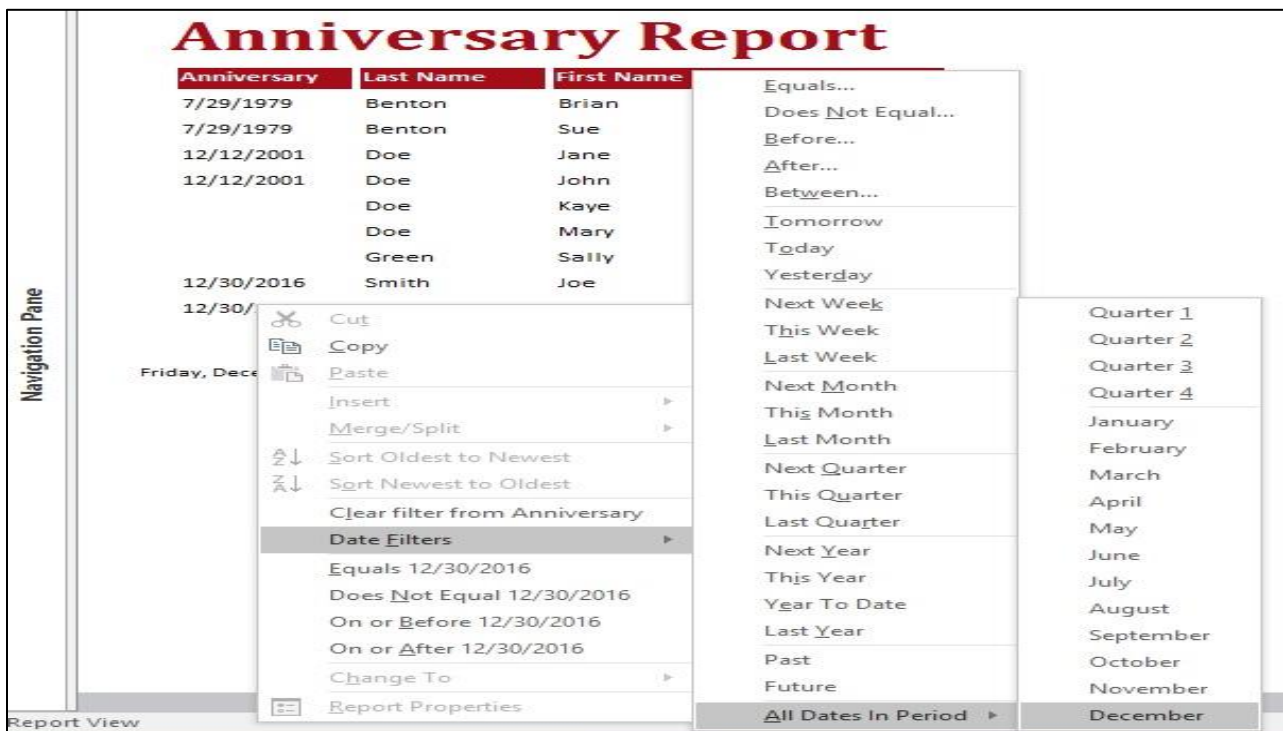 Anniversary Report
Anniversary Last Name First Name
7/29/1979 Benton Brian
7/29/1979 Benton Sue
12/12/2001 Doe Jane
12/12/2001 Doe John
Doe Kaye
Doe Mary
Green Sally
12/30/2016 Smith Joe
12/30/
Friday, Dece
Navigation Pane
Report View
Cut
Copy
Paste
Insert
Merge/Split
Sort Oldest to Newest
Sort Newest to Oldest
Clear filter from Anniversary
Date Filters
Equals 12/30/2016
Does Not Equal 12/30/2016
On or Before 12/30/2016
On or After 12/30/2016
Change To
Report Properties
Equals...
Does Not Equal...
Before...
After...
Between...
Tomorrow
Today
Yesterday
Next Week
This Week
Last Week
Next Month
This Month
Last Month
Next Quarter
This Quarter
Last Quarter
Next Year
This Year
Year To Date
Last Year
Past
Future
All Dates In Period
Quarter 1
Quarter 2
Quarter 3
Quarter 4
January
February
March
April
May
June
July
August
September
October
November
December